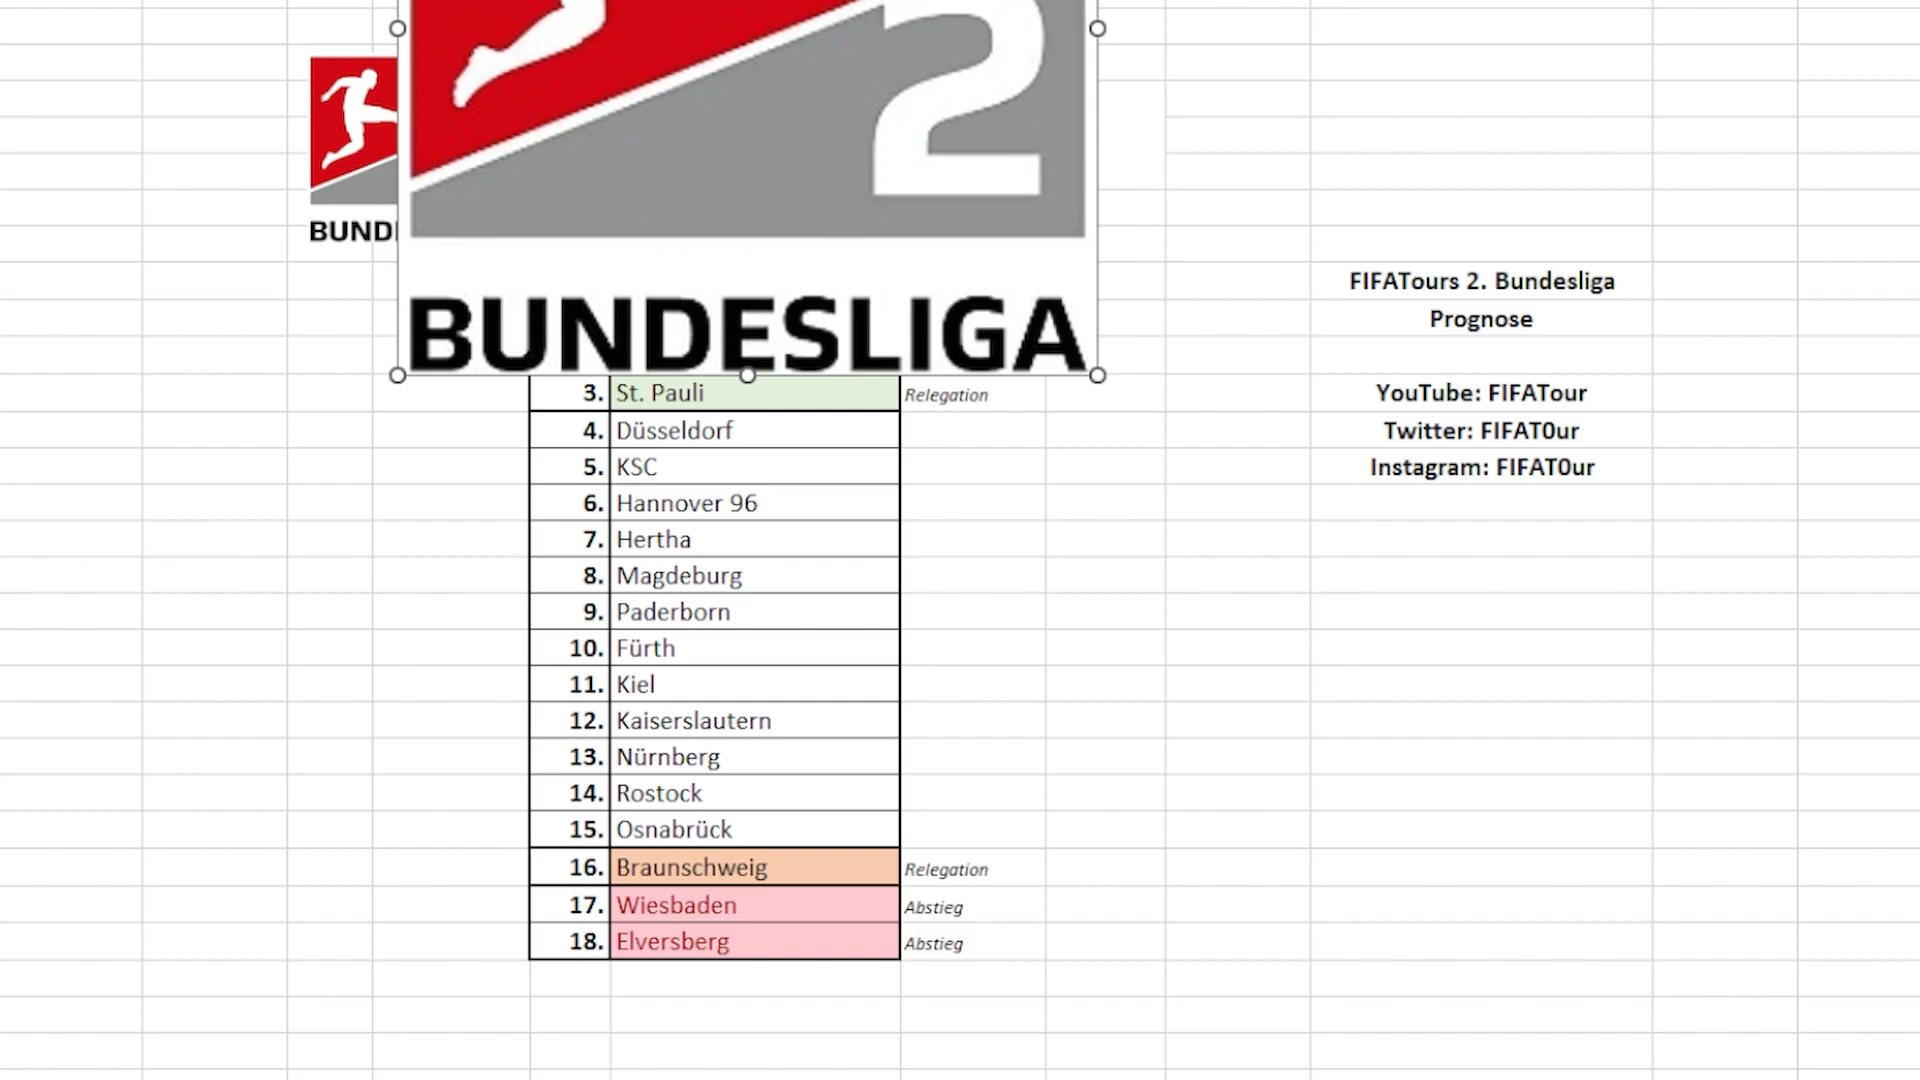 2
BUND
BUNDESLIGA
FIFATours 2. Bundesliga
Prognose
3. St. Pauli Relegation
YouTube: FIFATour
4. Düsseldorf
Twitter: FIFAT0ur
5. KSC
Instagram: FIFAT0ur
6. Hannover 96
7. Hertha
8. Magdeburg
9. Paderborn
10. Fürth
11. Kiel
12. Kaiserslautern
13. Nürnberg
14. Rostock
15. Osnabrück
16. Braunschweig Relegation
17. Wiesbaden Abstieg
18. Elversberg Abstieg